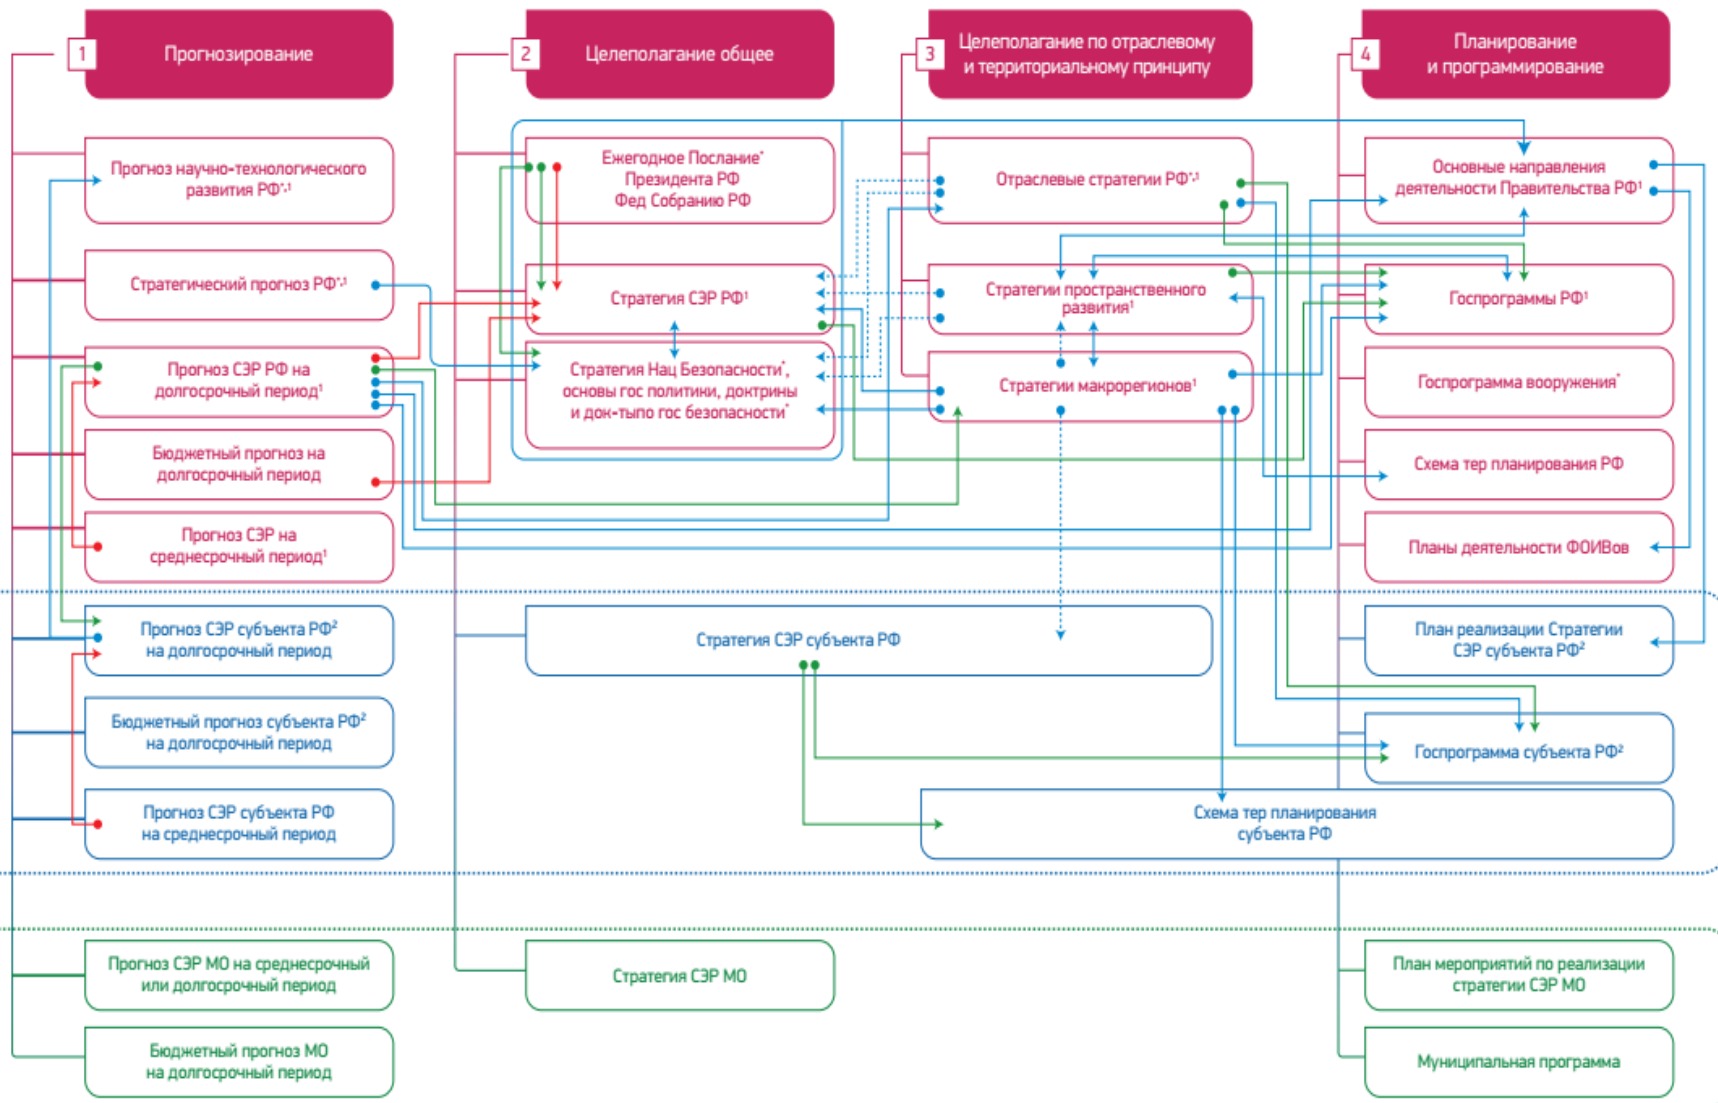 1
Прогнозирование
2
Целеполагание общее
3
Целеполагание по отраслевому
и территориальному принципу
4
Планирование
и программирование
Прогноз научно-технологического
развития РФ*,1
Стратегический прогноз РФ*,1
Прогноз СЭР РФ на
долгосрочный период1
Бюджетный прогноз на
долгосрочный период
Прогноз СЭР на
среднесрочный период1
Ежегодное Послание*
Президента РФ
Фед Собранию РФ
Стратегия СЭР РФ1
Стратегия Нац Безопасности*,
основы гос политики, доктрины
и док-тыпо гос безопасности*
Отраслевые стратегии РФ*,1
Стратегии пространственного
развития1
Стратегии макрорегионов1
Основные направления
деятельности Правительства РФ1
Госпрограммы РФ1
Госпрограмма вооружения*
Схема тер планирования РФ
Планы деятельности ФОИВов
Прогноз СЭР субъекта РФ2
на долгосрочный период
Бюджетный прогноз субъекта РФ2
на долгосрочный период
Прогноз СЭР субъекта РФ
на среднесрочный период
Стратегия СЭР субъекта РФ
План реализации Стратегии
СЭР субъекта РФ2
Госпрограмма субъекта РФ2
Схема тер планирования
субъекта РФ
Прогноз СЭР МО на среднесрочный
или долгосрочный период
Бюджетный прогноз МО
на долгосрочный период
Стратегия СЭР МО
План мероприятий по реализации
стратегии СЭР МО
Муниципальная программа